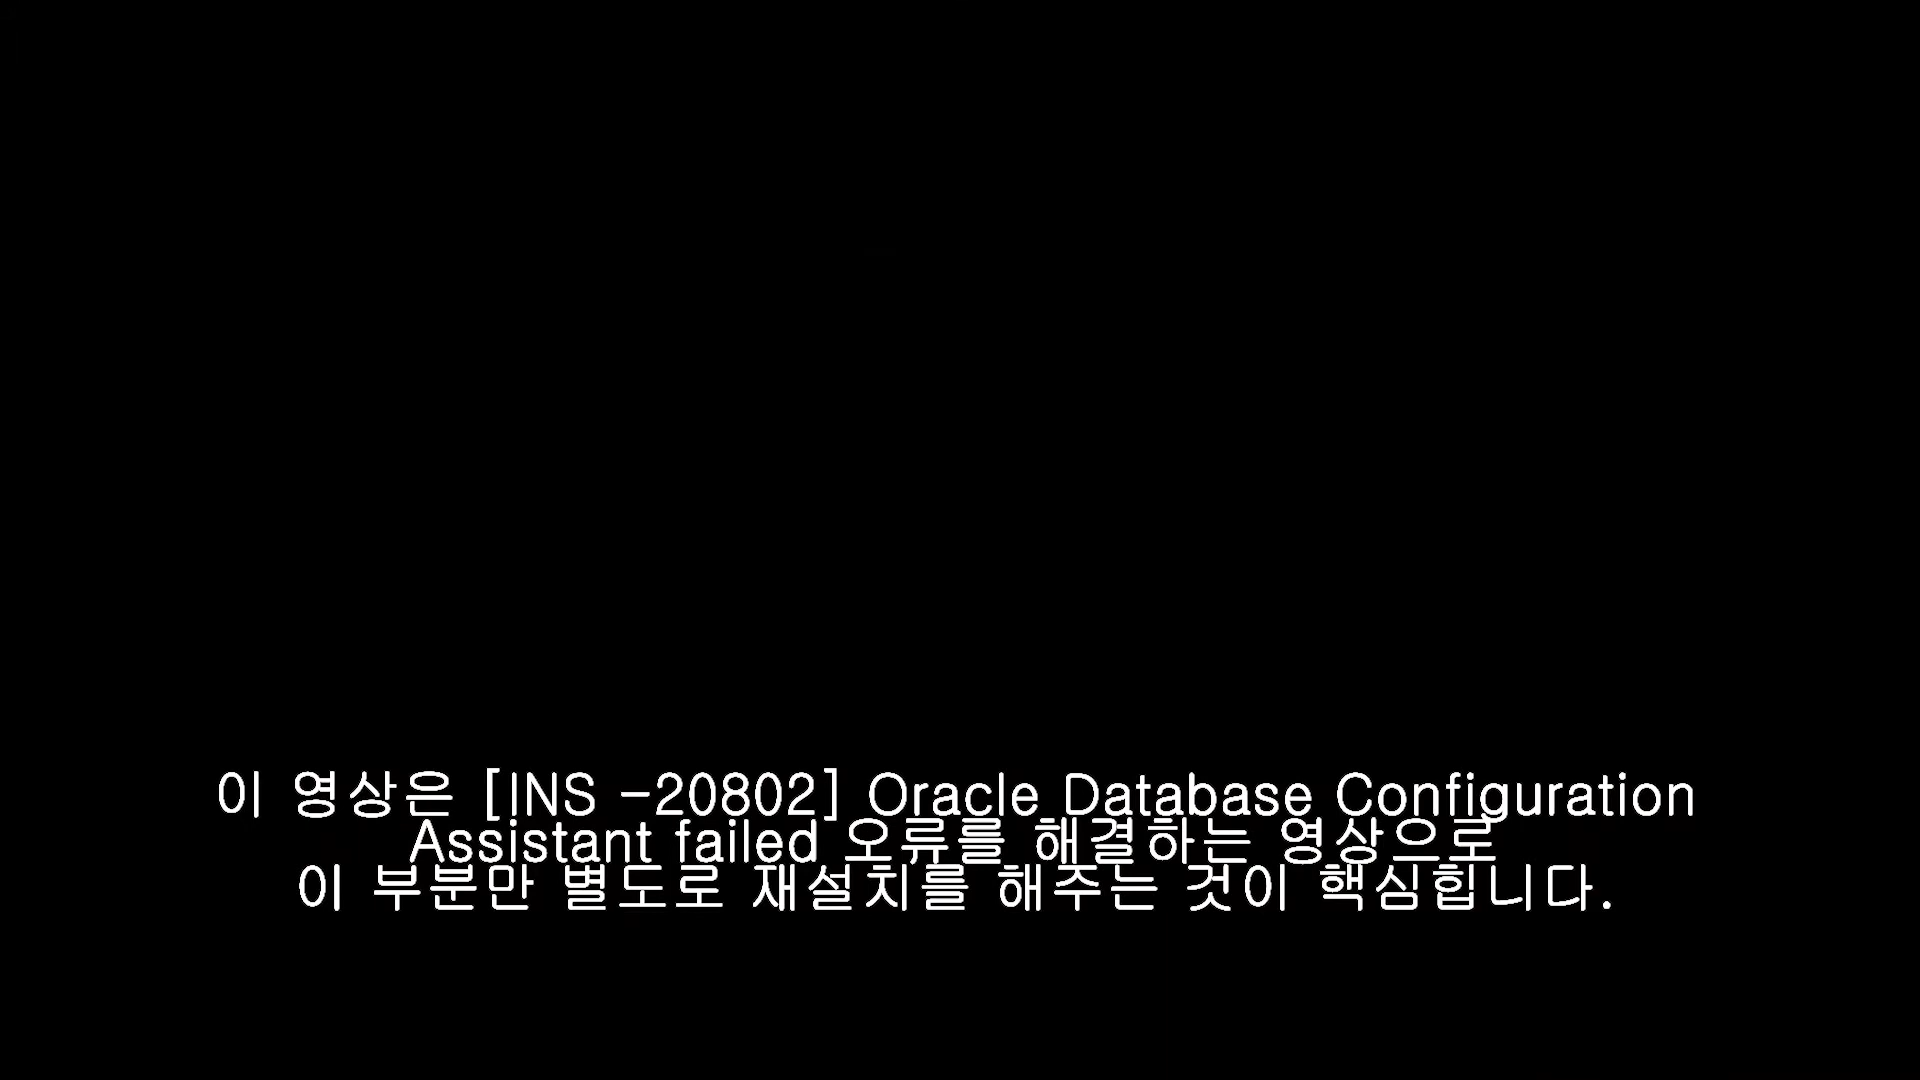 이 영상은 [INS -20802] Oracle Database Configuration
Assistant failed 오류를 해결하는 영상으로
이 부분만 별도로 재설치를 해주는 것이 핵심힙니다.